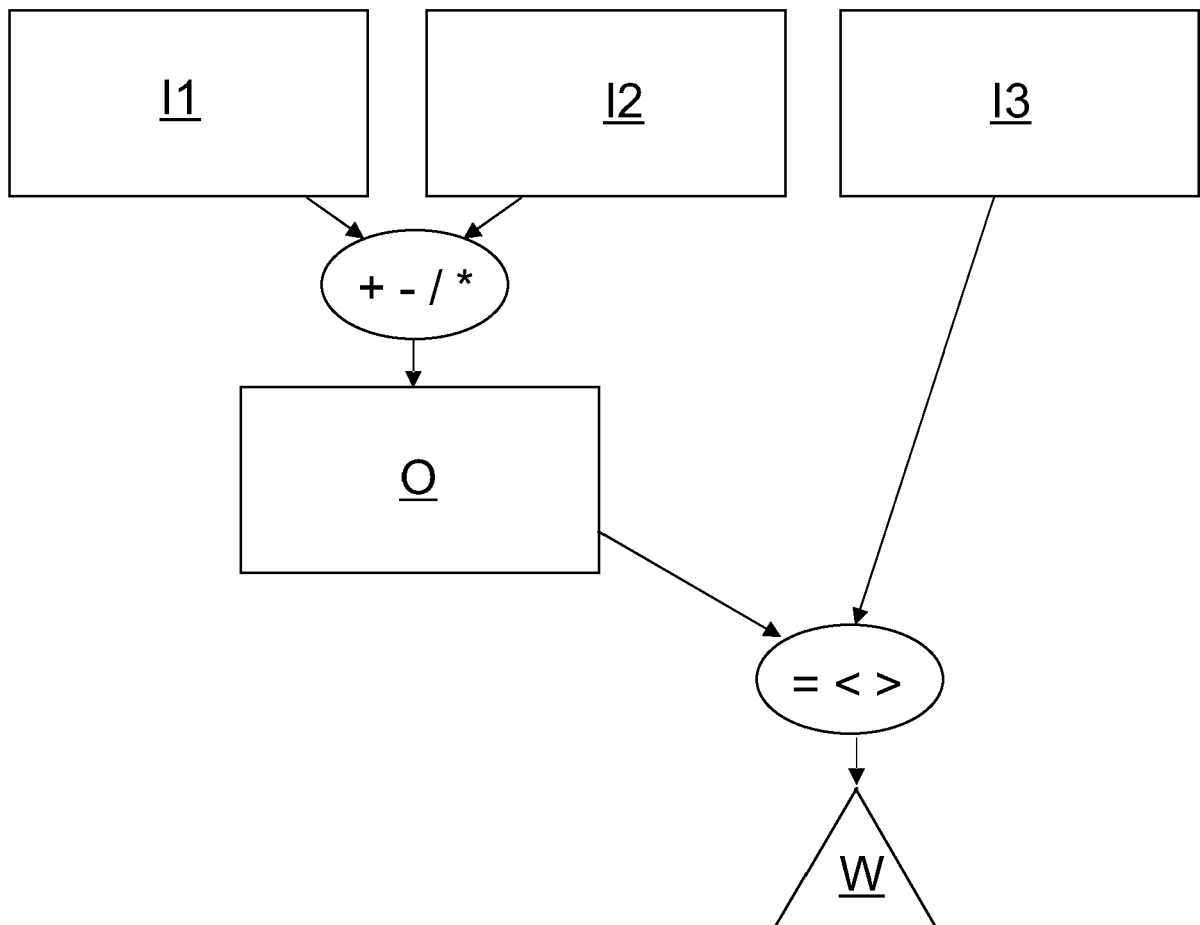 I1
I2
I3
+ - / *
O
= < >
W